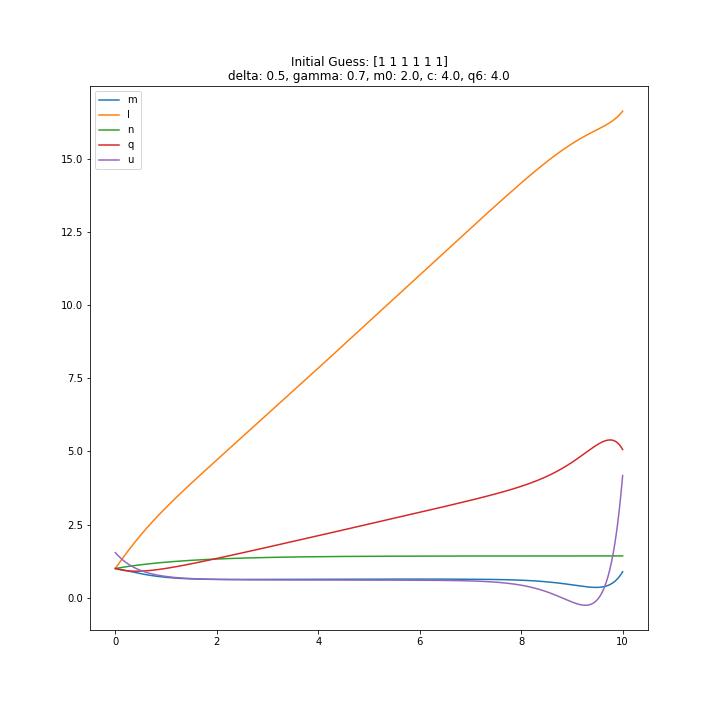 Initial Guess: [1 1 1 1 1 1]
delta: 0.5, gamma: 0.7, m0: 2.0, c: 4.0, q6: 4.0
m
l
n
q
u
15.0
12.5
10.0
7.5
5.0
2.5
0.0
0 2 4 6 8 10